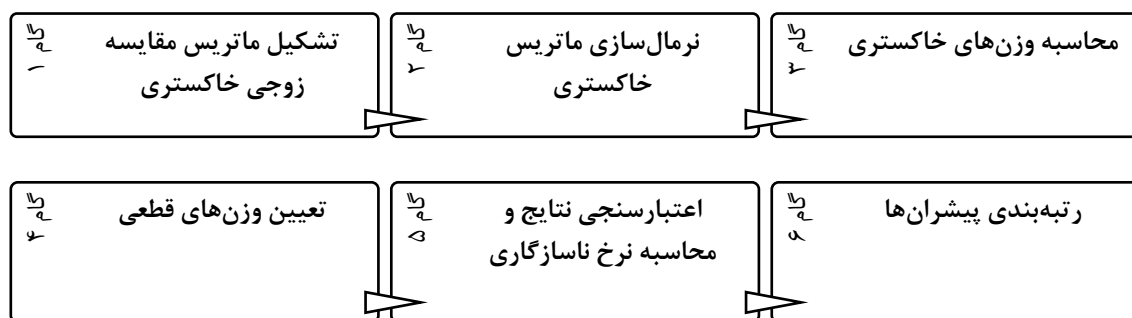 گام ۱
تشکیل ماتریس مقایسه
زوجی خاکستری
گام ۲
نرمال‌سازی ماتریس
خاکستری
گام ۳
محاسبه وزن‌های خاکستری
گام ۴
تعیین وزن‌های قطعی
گام ۵
اعتبارسنجی نتایج و
محاسبه نرخ ناسازگاری
گام ۶
رتبه‌بندی پیشران‌ها